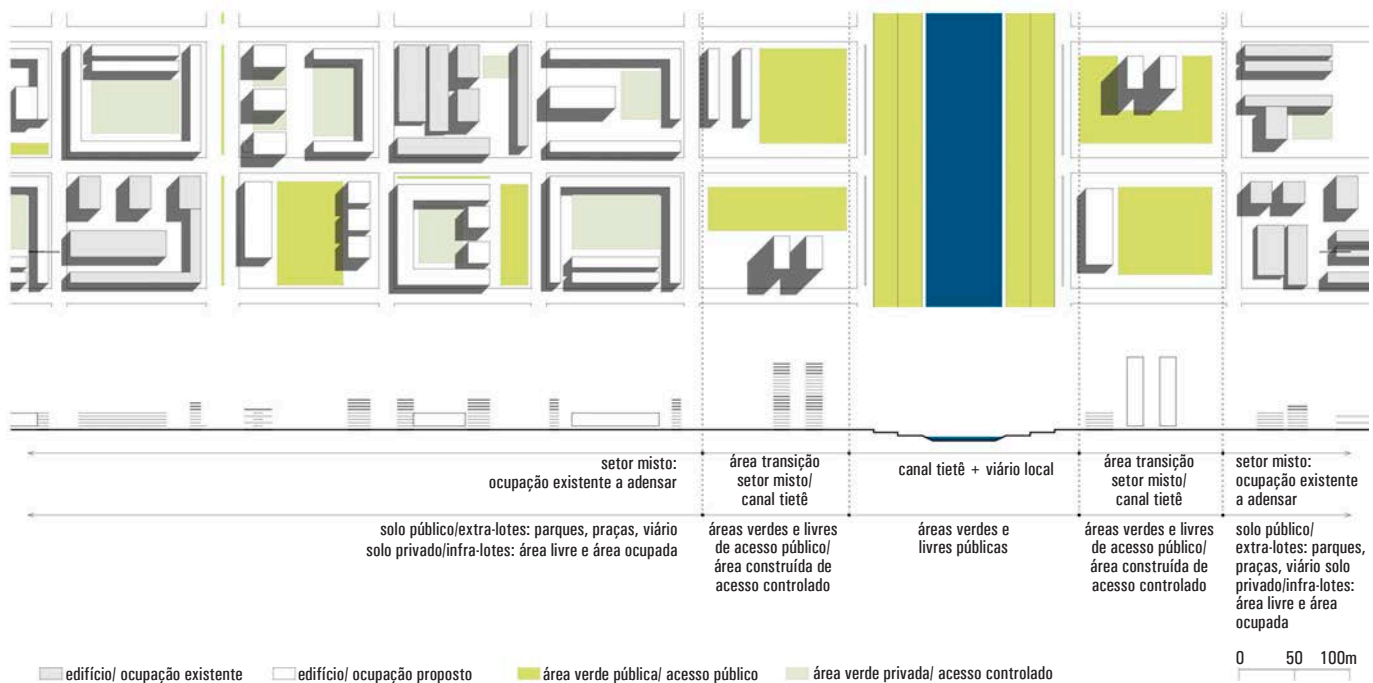 setor misto:
ocupação existente a adensar
área transição
setor misto/
canal tietê
canal tietê + viário local
área transição
setor misto/
canal tietê
setor misto:
ocupação existente
a adensar
solo público/extra-lotes: parques, praças, viário
solo privado/infra-lotes: área livre e área ocupada
áreas verdes e livres
de acesso público/
área construída de
acesso controlado
áreas verdes e
livres públicas
áreas verdes e livres
de acesso público/
área construída de
acesso controlado
solo público/
extra-lotes: parques,
praças, viário solo
privado/infra-lotes:
área livre e área
ocupada
edifício/ ocupação existente
edifício/ ocupação proposto
área verde pública/ acesso público
área verde privada/ acesso controlado
0 50 100m